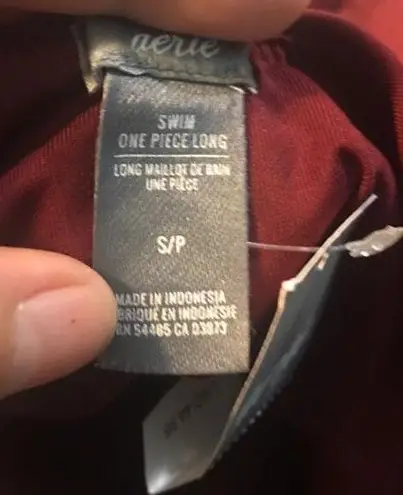 aerie
SWIM
ONE PIECE LONG
LONG MAILLOT DE BAIN
UNE PIÈCE
S/P
MADE IN INDONESIA
FABRIQUÉ EN INDONESIE
RN 54485 CA 03873